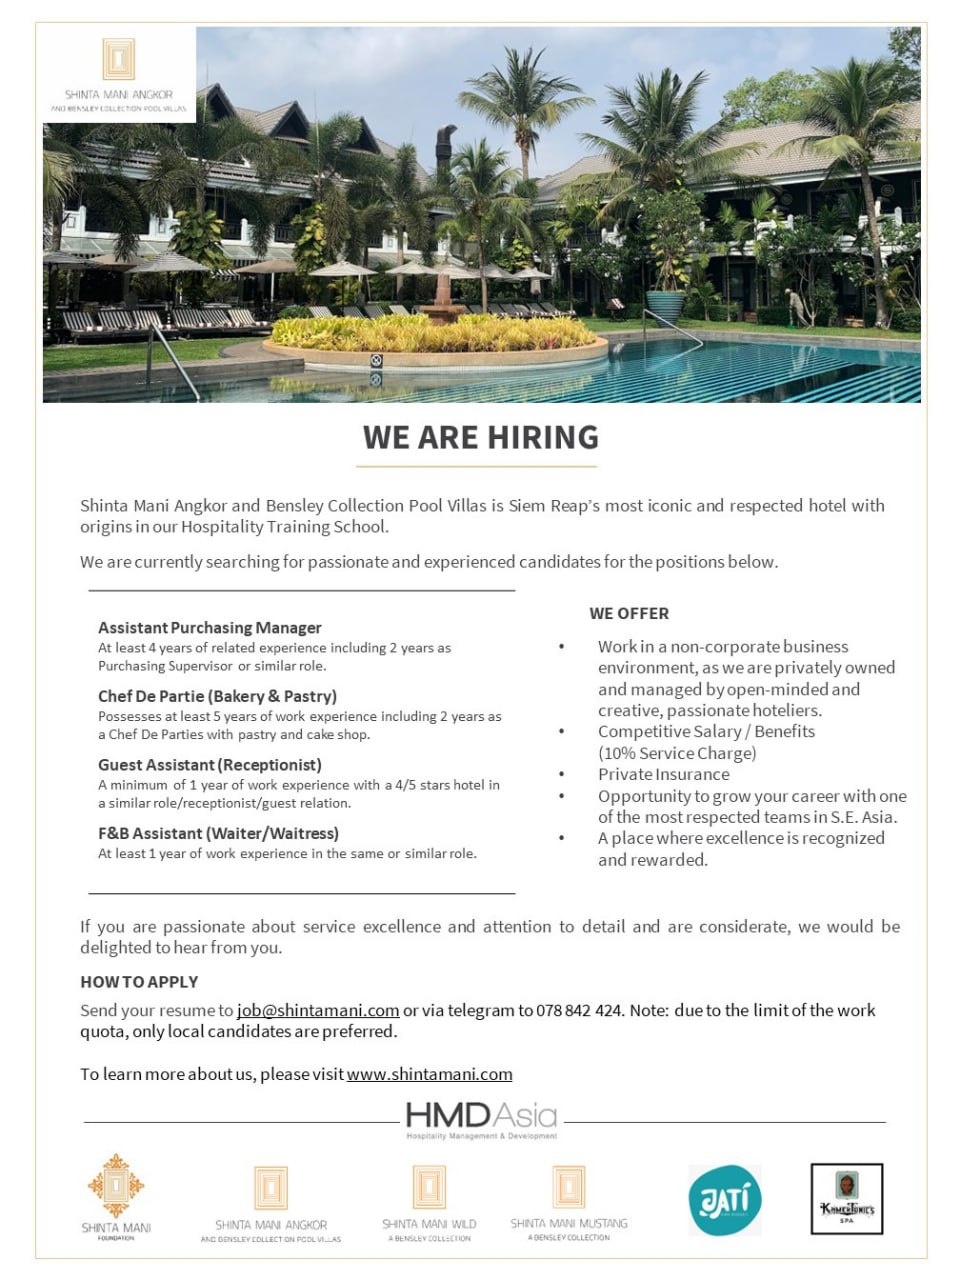 SHINTA MANI ANGKOR
AND BENSLEY COLLECTION POOL VILLAS
WE ARE HIRING
Shinta Mani Angkor and Bensley Collection Pool Villas is Siem Reap's most iconic and respected hotel with
origins in our Hospitality Training School.
We are currently searching for passionate and experienced candidates for the positions below.
Assistant Purchasing Manager
At least 4 years of related experience including 2 years as
Purchasing Supervisor or similar role.
Chef De Partie (Bakery & Pastry)
Possesses at least 5 years of work experience including 2 years as
a Chef De Parties with pastry and cake shop.
Guest Assistant (Receptionist)
A minimum of 1 year of work experience with a 4/5 stars hotel in
a similar role/receptionist/guest relation.
F&B Assistant (Waiter/Waitress)
At least 1 year of work experience in the same or similar role.
WE OFFER
• Work in a non-corporate business
environment, as we are privately owned
and managed by open-minded and
creative, passionate hoteliers.
• Competitive Salary / Benefits
(10% Service Charge)
• Private Insurance
• Opportunity to grow your career with one
of the most respected teams in S.E. Asia.
• A place where excellence is recognized
and rewarded.
If you are passionate about service excellence and attention to detail and are considerate, we would be
delighted to hear from you.
HOW TO APPLY
Send your resume to job@shintamani.com or via telegram to 078 842 424. Note: due to the limit of the work
quota, only local candidates are preferred.
To learn more about us, please visit www.shintamani.com
HMDAsia
Hospitality Management & Development
SHINTA MANI
FOUNDATION
SHINTA MANI ANGKOR
AND BENSLEY COLLECTION POOL VILLAS
SHINTA MANI WILD
A BENSLEY COLLECTION
SHINTA MANI MUSTANG
A BENSLEY COLLECTION
JATÍ
KHMER TONICS
SPA